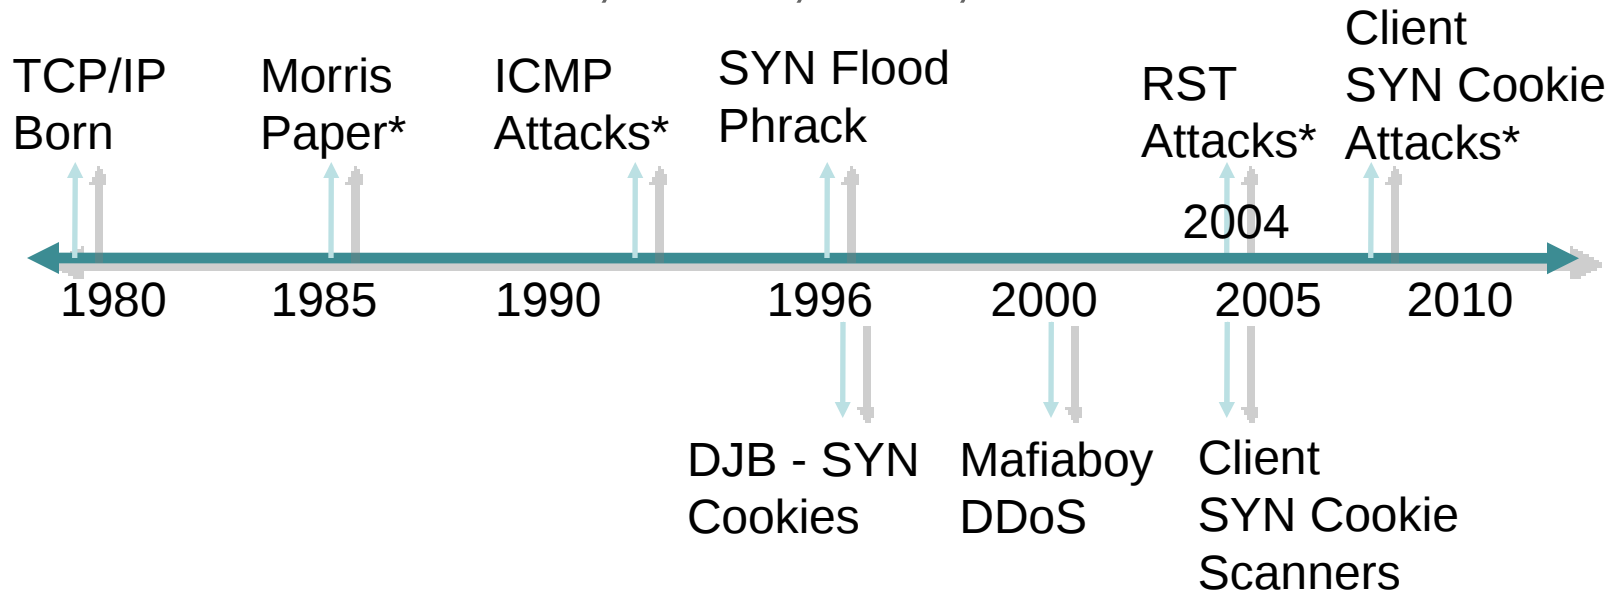 TCP/IP
Born
Morris
Paper*
ICMP
Attacks*
SYN Flood
Phrack
RST
Attacks*
Client
SYN Cookie
Attacks*
2004
1980 1985 1990 1996 2000 2005 2010
DJB - SYN
Cookies
Mafiaboy
DDoS
Client
SYN Cookie
Scanners